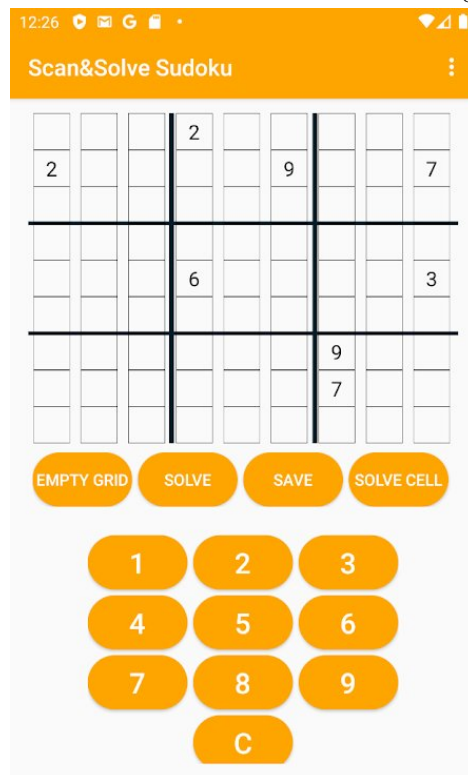 12:26 G
Scan&Solve Sudoku
2
2 9 7
6 3
9
7
EMPTY GRID SOLVE SAVE SOLVE CELL
1 2 3
4 5 6
7 8 9
C